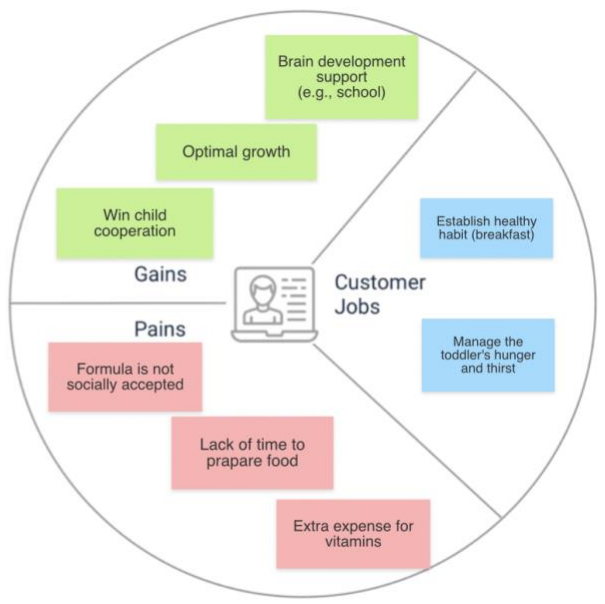 Brain development
support
(e.g., school)
Optimal growth
Win child
cooperation
Gains
Establish healthy
habit (breakfast)
Customer
Jobs
Pains
Manage the
toddler's hunger
and thirst
Formula is not
socially accepted
Lack of time to
prapare food
Extra expense for
vitamins